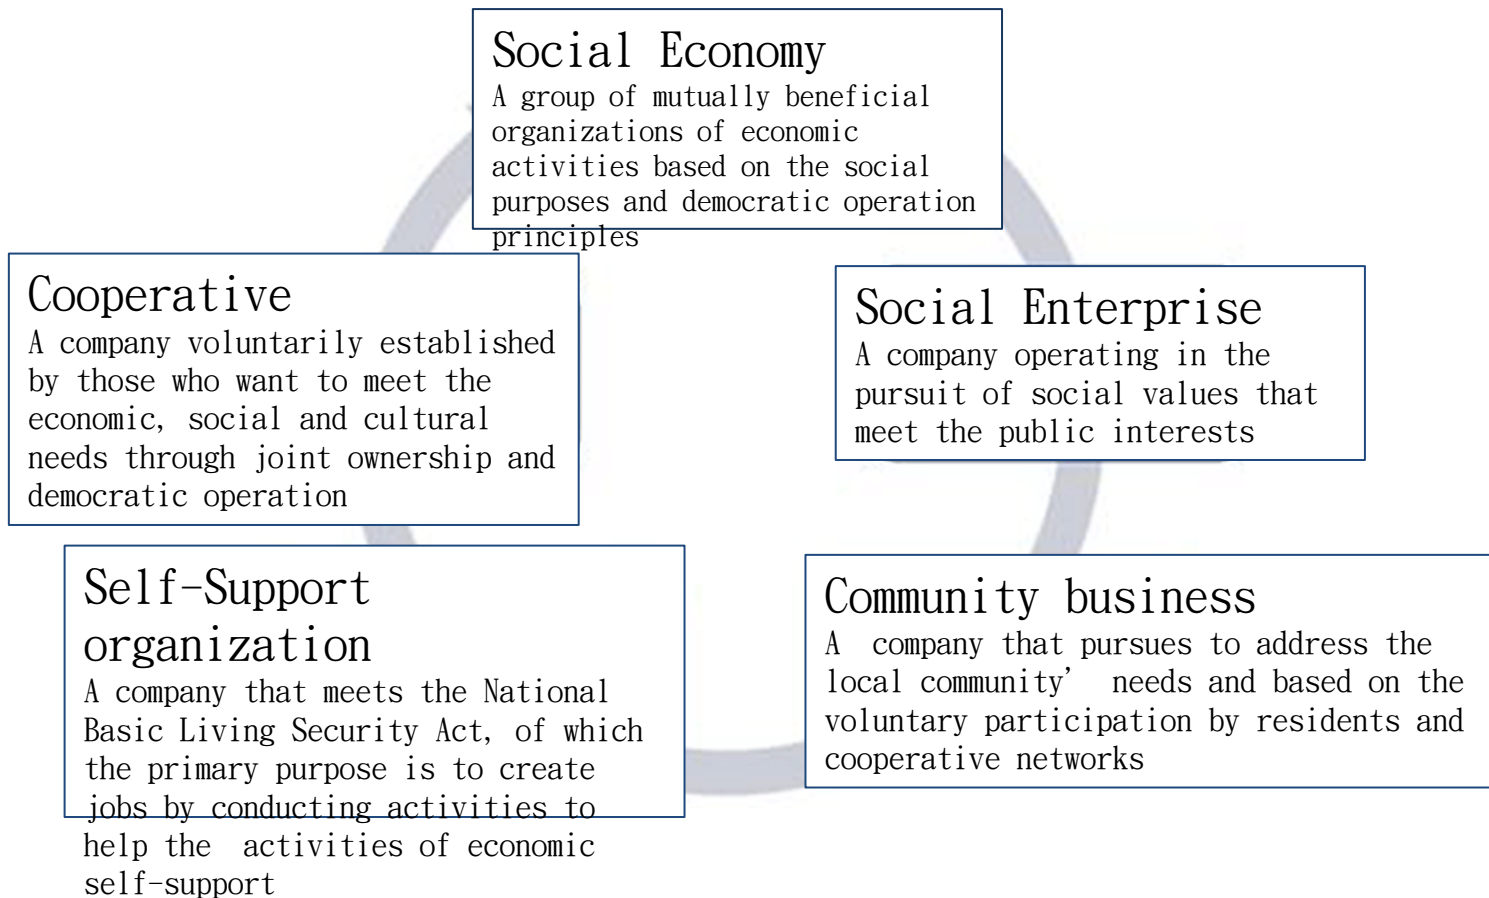 Social Economy
A group of mutually beneficial
organizations of economic
activities based on the social
purposes and democratic operation
principles
Cooperative
A company voluntarily established
by those who want to meet the
economic, social and cultural
needs through joint ownership and
democratic operation
Social Enterprise
A company operating in the
pursuit of social values that
meet the public interests
Self-Support
organization
A company that meets the National
Basic Living Security Act, of which
the primary purpose is to create
jobs by conducting activities to
help the activities of economic
self-support
Community business
A company that pursues to address the
local community’ needs and based on the
voluntary participation by residents and
cooperative networks